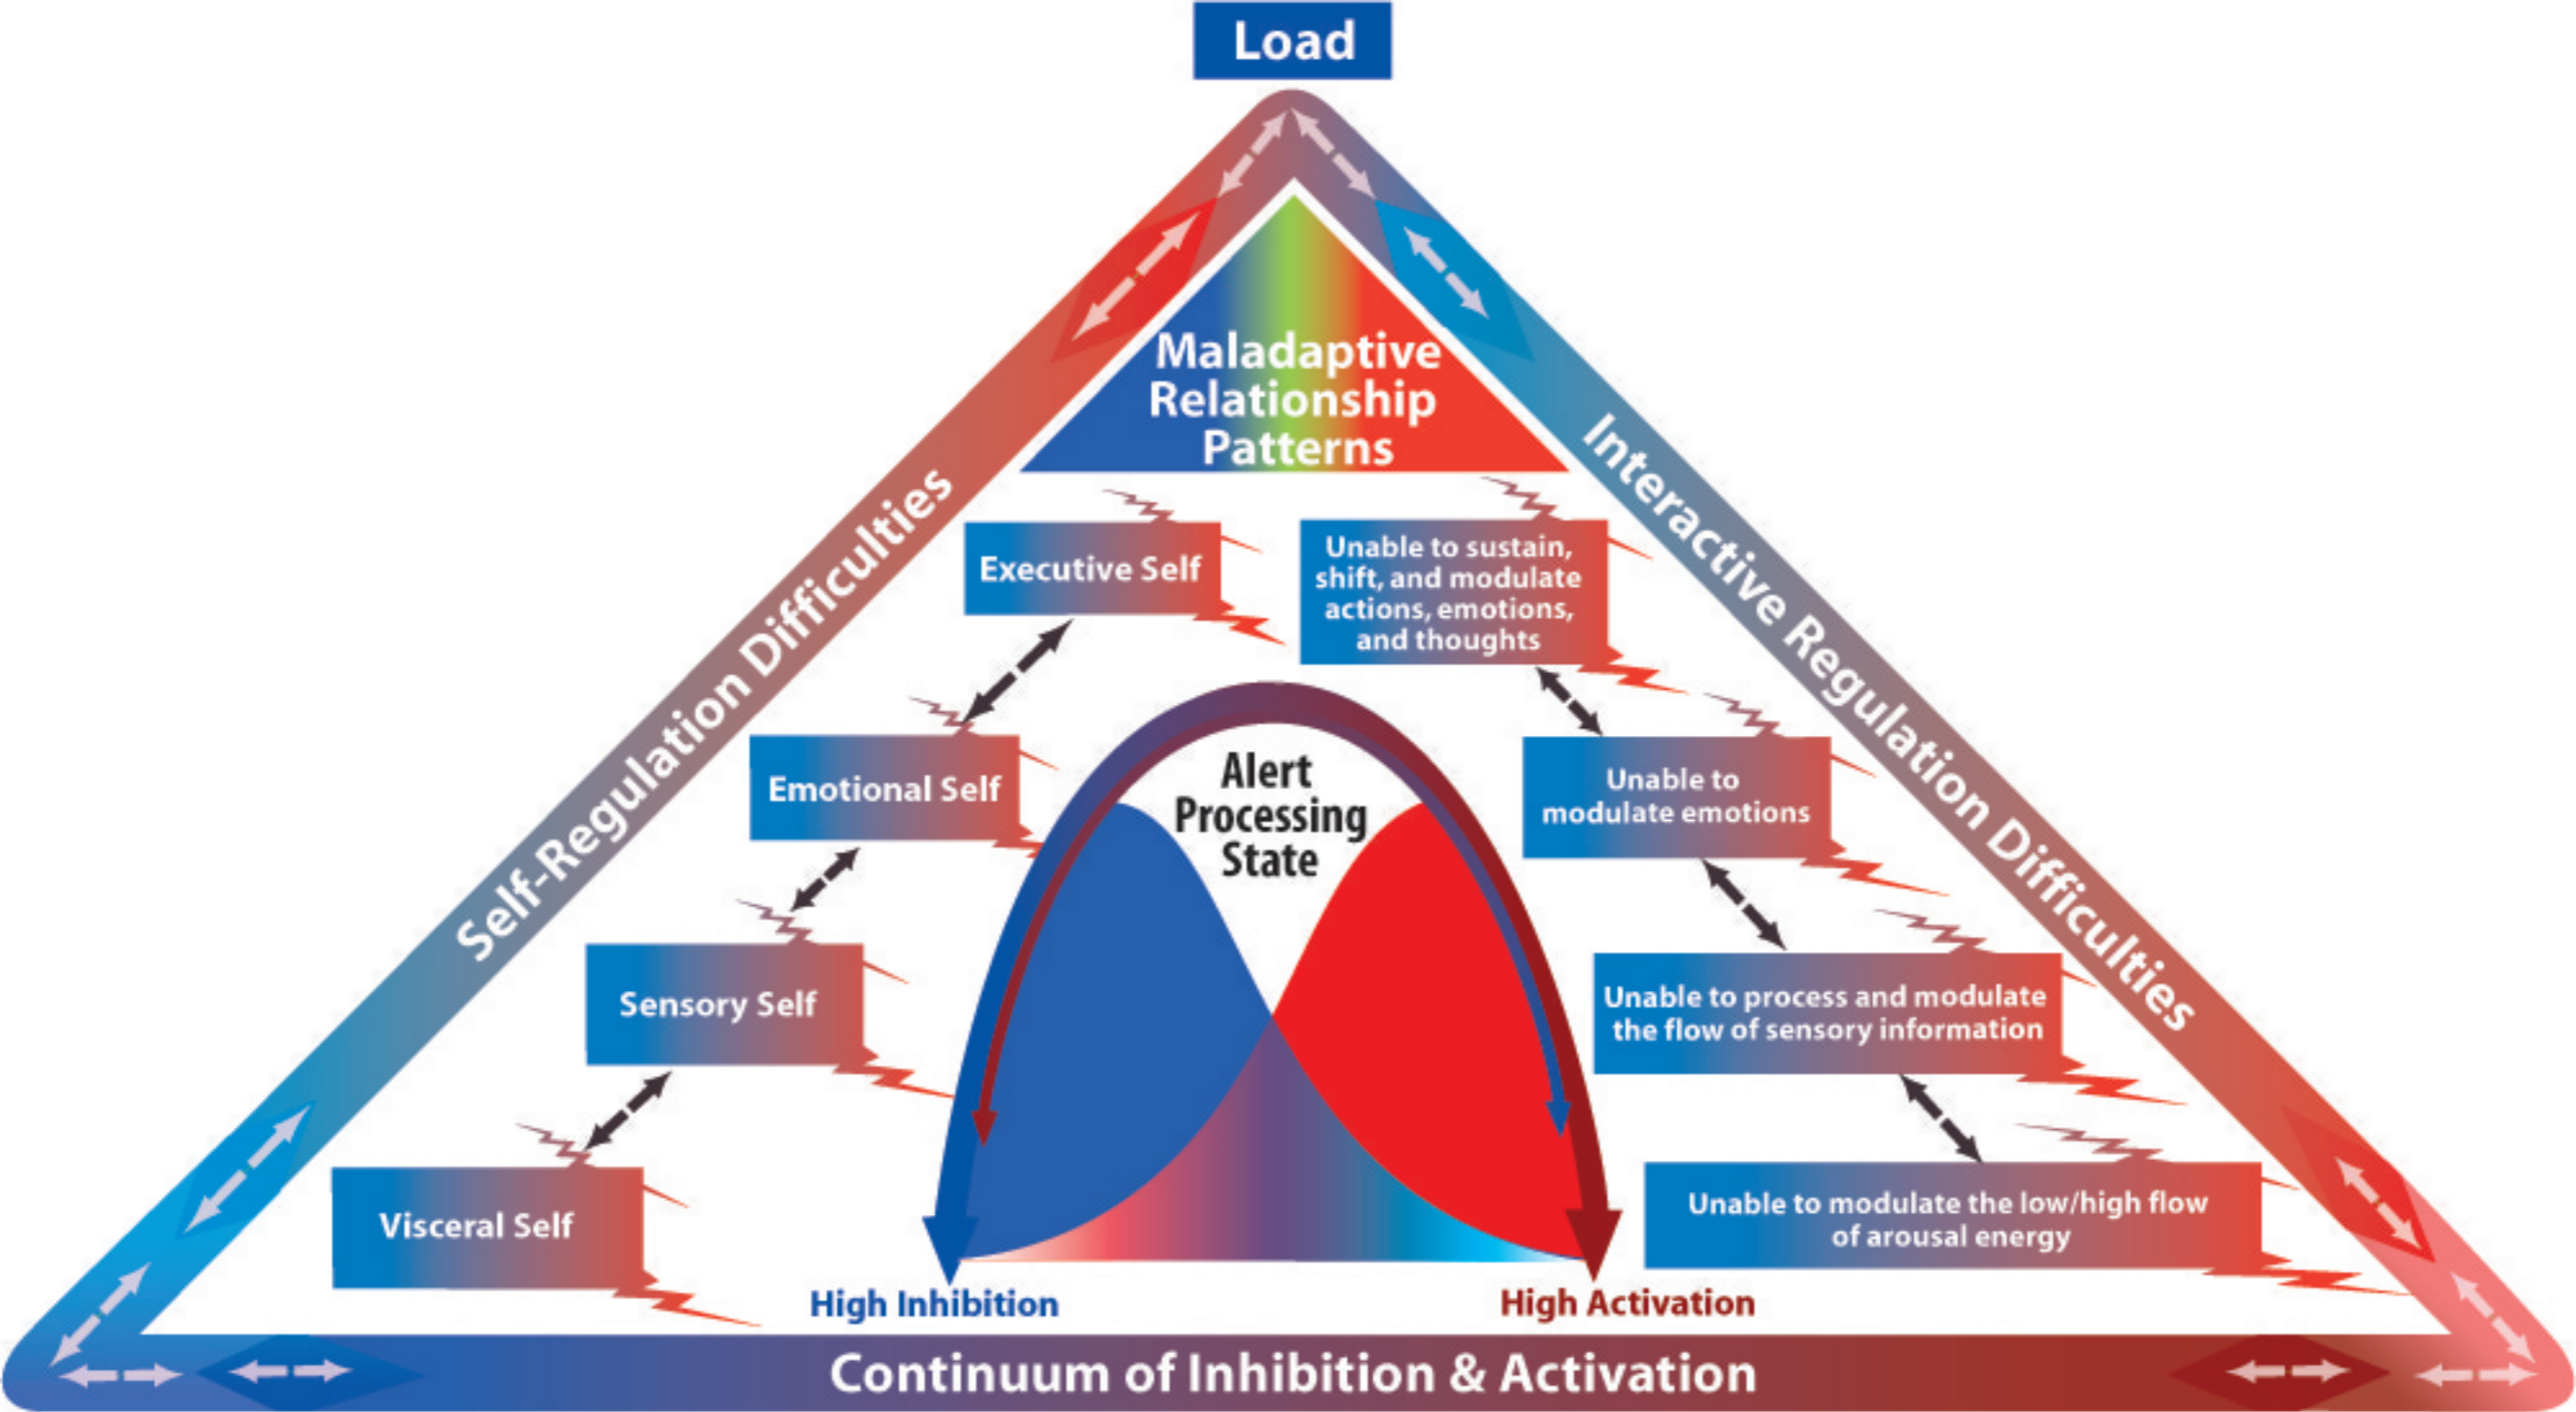 Load
Maladaptive
Relationship
Patterns
Self-Regulation Difficulties
Interactive Regulation Difficulties
Executive Self
Unable to sustain,
shift, and modulate
actions, emotions,
and thoughts
Emotional Self
Alert
Processing
State
Unable to
modulate emotions
Sensory Self
Unable to process and modulate
the flow of sensory information
Visceral Self
Unable to modulate the low/high flow
of arousal energy
High Inhibition
High Activation
Continuum of Inhibition & Activation